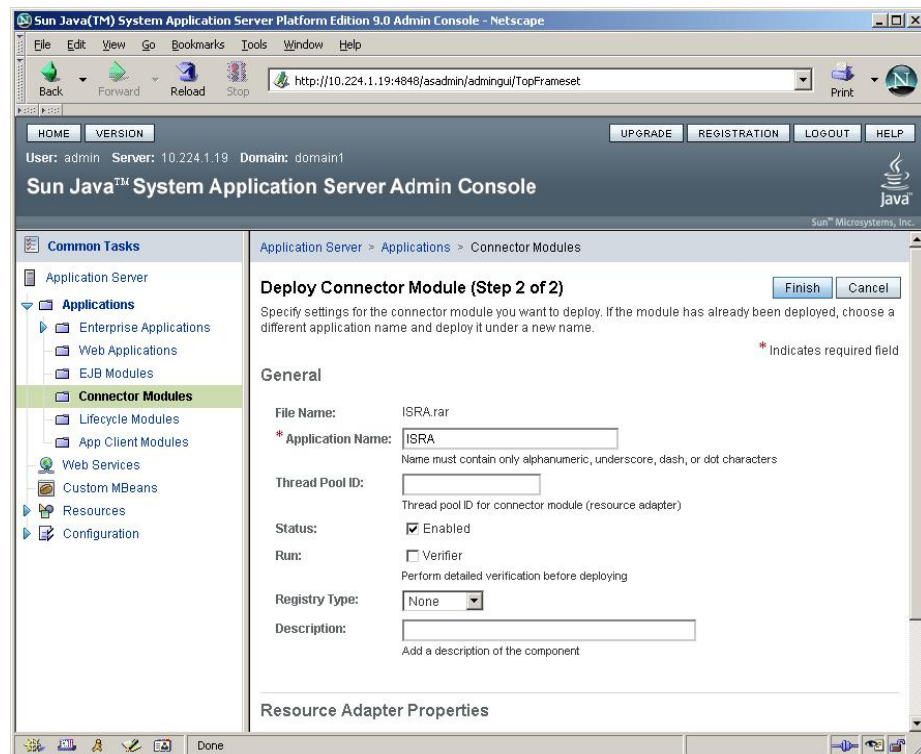 Sun Java(TM) System Application Server Platform Edition 9.0 Admin Console - Netscape
File Edit View Go Bookmarks Tools Window Help
Back Forward Reload Stop http://10.224.1.19:4848/asadmin/admingui/TopFrameset Print N
HOME VERSION UPGRADE REGISTRATION LOGOUT HELP
User: admin Server: 10.224.1.19 Domain: domain1
Sun Java™ System Application Server Admin Console
Java™
Sun™ Microsystems, Inc.
Common Tasks
Application Server
Applications
Enterprise Applications
Web Applications
EJB Modules
Connector Modules
Lifecycle Modules
App Client Modules
Web Services
Custom MBeans
Resources
Configuration
Application Server > Applications > Connector Modules
Deploy Connector Module (Step 2 of 2) Finish Cancel
Specify settings for the connector module you want to deploy. If the module has already been deployed, choose a
different application name and deploy it under a new name.
* Indicates required field
General
File Name: ISRA.rar
* Application Name: ISRA
Name must contain only alphanumeric, underscore, dash, or dot characters
Thread Pool ID:
Thread pool ID for connector module (resource adapter)
Status: Enabled
Run: Verifier
Perform detailed verification before deploying
Registry Type: None
Description:
Add a description of the component
Resource Adapter Properties
Done